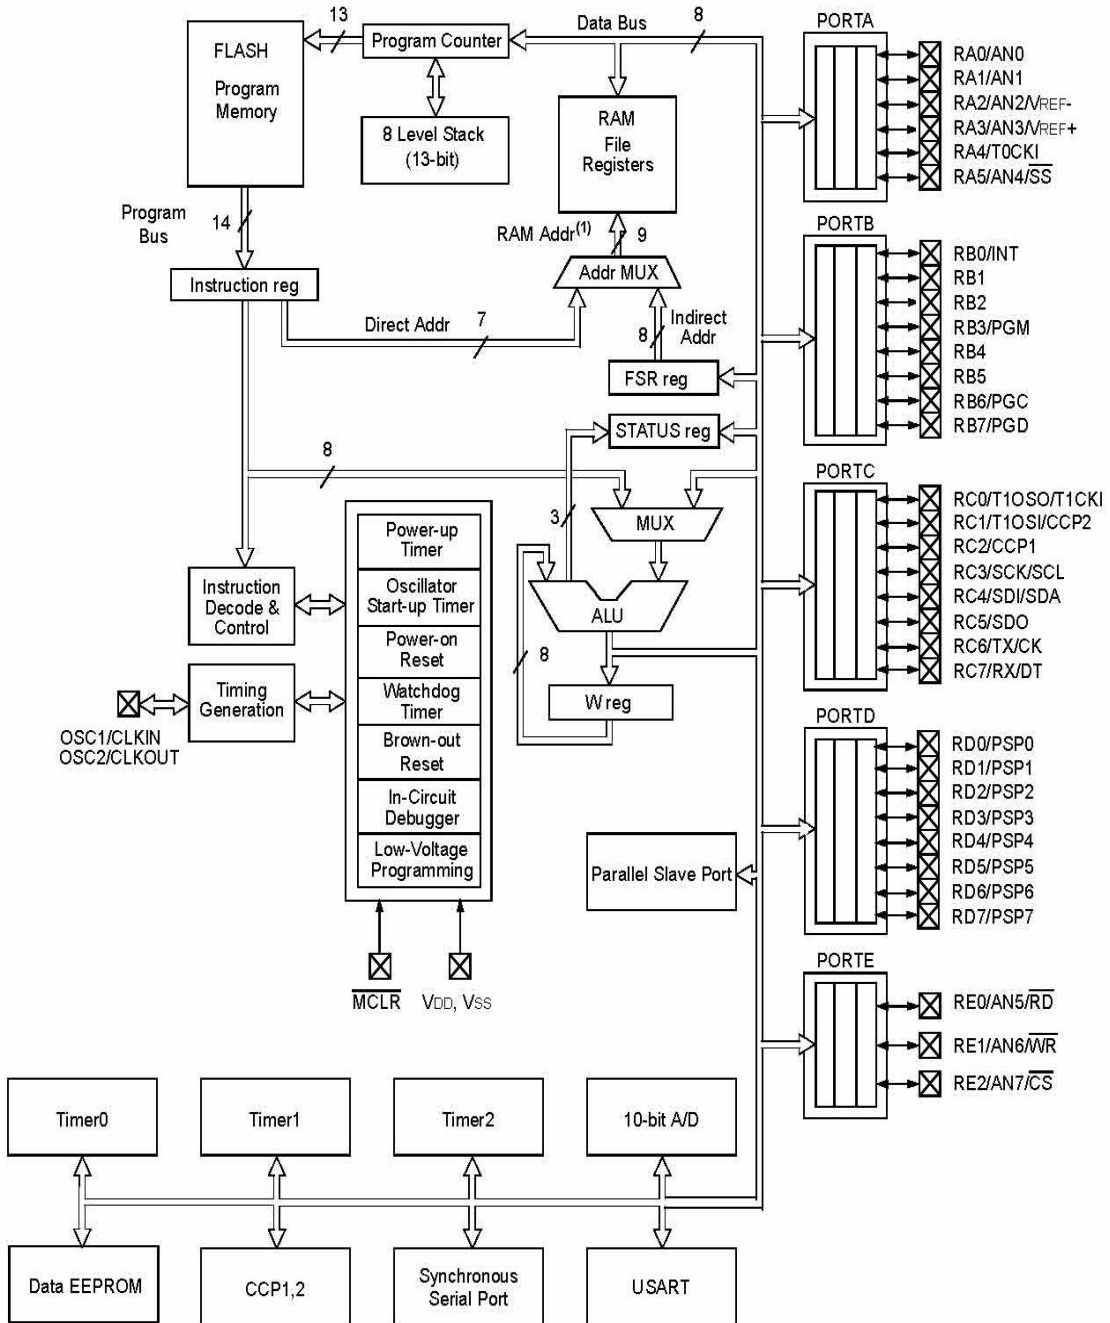 13
Data Bus
8
PORTA
FLASH
Program
Memory
Program Counter
8 Level Stack
(13-bit)
RAM
File
Registers
RA0/AN0
RA1/AN1
RA2/AN2/VREF-
RA3/AN3/VREF+
RA4/T0CKI
RA5/AN4/SS
Program
Bus
14
RAM Addr(1)
9
PORTB
Instruction reg
Addr MUX
Direct Addr
7
8
Indirect
Addr
FSR reg
RB0/INT
RB1
RB2
RB3/PGM
RB4
RB5
RB6/PGC
RB7/PGD
STATUS reg
8
3
MUX
PORTC
RC0/T1OSO/T1CKI
RC1/T1OSI/CCP2
RC2/CCP1
RC3/SCK/SCL
RC4/SDI/SDA
RC5/SDO
RC6/TX/CK
RC7/RX/DT
Power-up
Timer
Instruction
Decode &
Control
Oscillator
Start-up Timer
ALU
Power-on
Reset
8
Timing
Generation
Watchdog
Timer
W reg
OSC1/CLKIN
OSC2/CLKOUT
Brown-out
Reset
In-Circuit
Debugger
Low-Voltage
Programming
Parallel Slave Port
PORTD
RD0/PSP0
RD1/PSP1
RD2/PSP2
RD3/PSP3
RD4/PSP4
RD5/PSP5
RD6/PSP6
RD7/PSP7
MCLR
VDD, VSS
PORTE
RE0/AN5/RD
RE1/AN6/WR
RE2/AN7/CS
Timer0
Timer1
Timer2
10-bit A/D
Data EEPROM
CCP1,2
Synchronous
Serial Port
USART